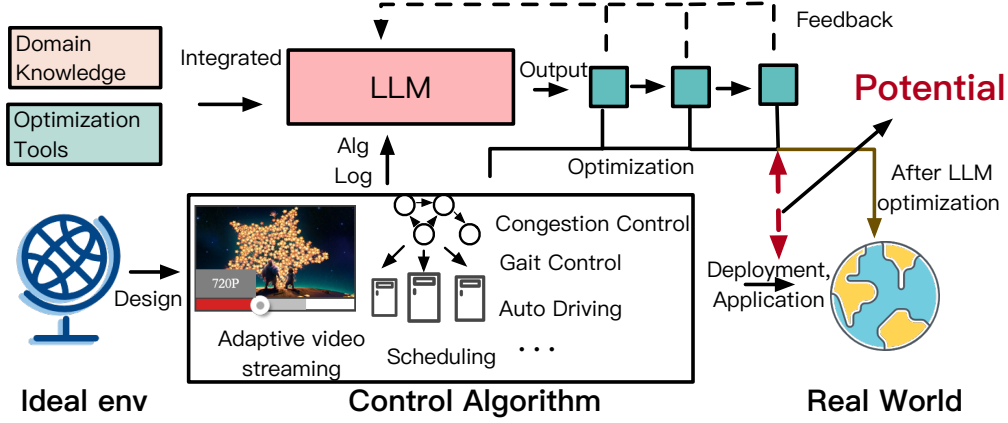 Feedback
Domain
Knowledge
Integrated
LLM
Output
Potential
Optimization
Tools
Alg
Log
Optimization
After LLM
optimization
Congestion Control
720P
Gait Control
Design
Deployment,
Application
Auto Driving
Adaptive video
streaming
Scheduling
...
Ideal env
Control Algorithm
Real World